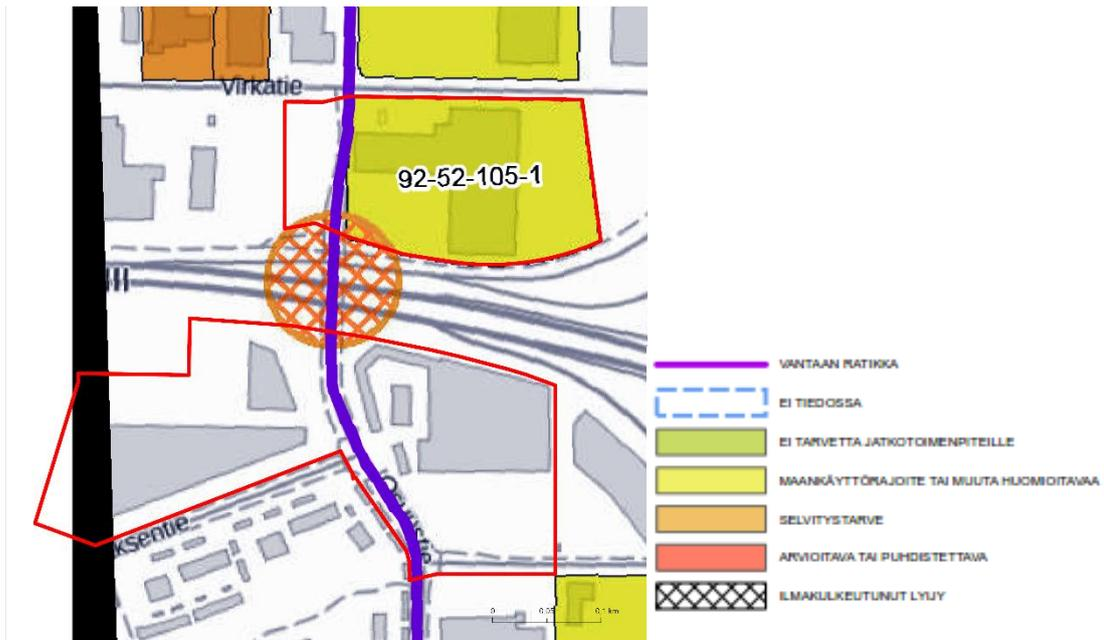 Virkatie
92-52-105-1
ksentie
VANTAAN RATIKKA
EI TIEDOSSA
EI TARVETTA JATKOTOIMENPITEILLE
MAANKÄYTTÖRAJOITE TAI MUUTA HUOMIOITAVAA
SELVITYSTARVE
ARVIOITAVA TAI PUHDISTETTAVA
ILMAKULKEUTUNUT LYIJY
0 0,05 0,1 km